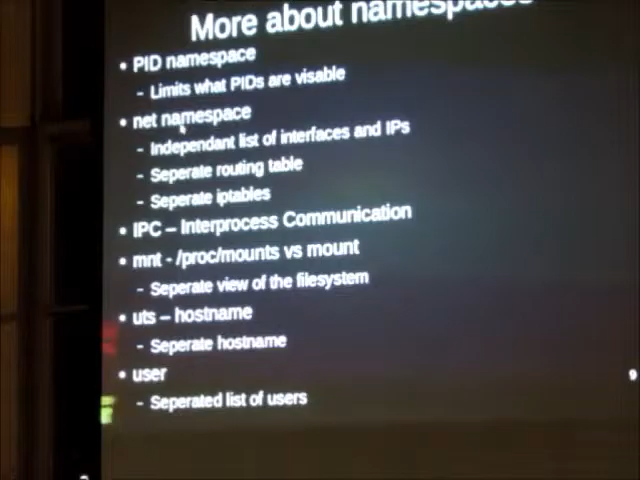 More about namespaces
• PID namespace
– Limits what PIDs are visable
• net namespace
– Independant list of interfaces and IPs
– Seperate routing table
– Seperate iptables
• IPC – Interprocess Communication
• mnt - /proc/mounts vs mount
– Seperate view of the filesystem
• uts – hostname
– Seperate hostname
• user
– Seperated list of users
9